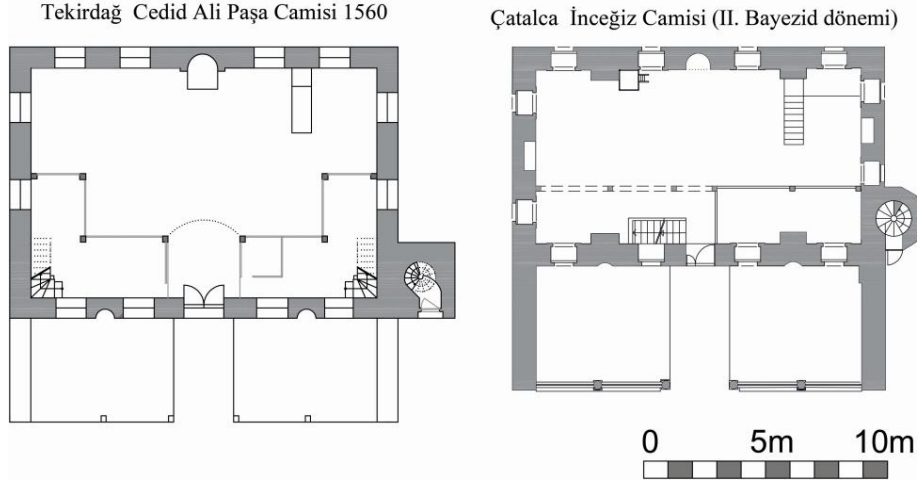 Tekirdağ Cedid Ali Paşa Camisi 1560
Çatalca İnceğiz Camisi (II. Bayezid dönemi)
0 5m 10m